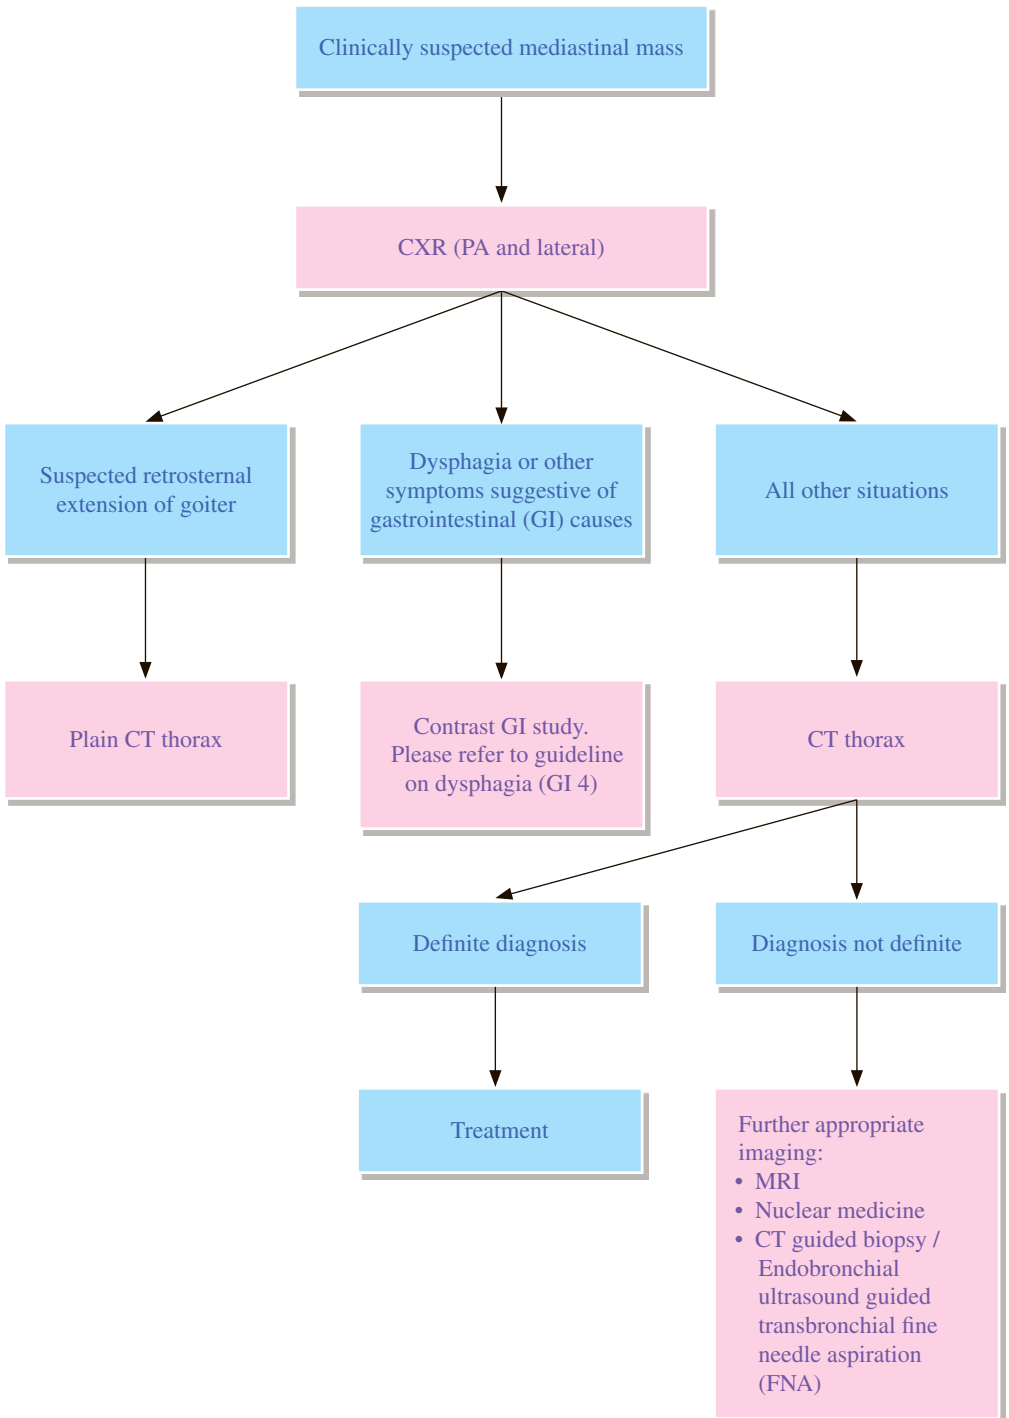 Clinically suspected mediastinal mass
CXR (PA and lateral)
Suspected retrosternal
extension of goiter
Dysphagia or other
symptoms suggestive of
gastrointestinal (GI) causes
All other situations
Plain CT thorax
Contrast GI study.
Please refer to guideline
on dysphagia (GI 4)
CT thorax
Definite diagnosis
Diagnosis not definite
Treatment
Further appropriate
imaging:
• MRI
• Nuclear medicine
• CT guided biopsy /
Endobronchial
ultrasound guided
transbronchial fine
needle aspiration
(FNA)